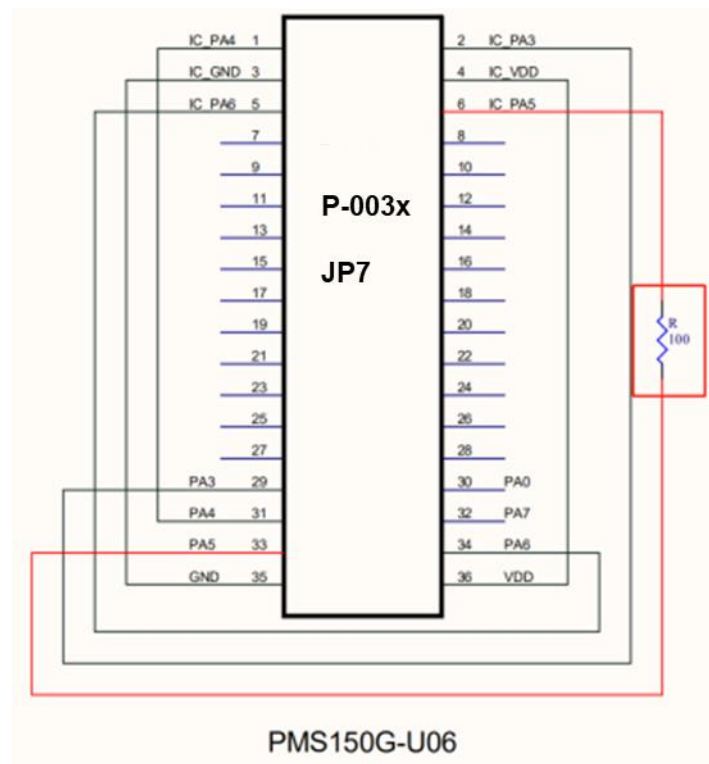 IC_PA4 1
2 IC_PA3
IC_GND 3
4 IC_VDD
IC_PA6 5
6 IC_PA5
7
8
9
10
11
12
P-003x
13
14
JP7
15
16
17
18
19
20
R
100
21
22
23
24
25
26
27
28
PA3 29
30 PA0
PA4 31
32 PA7
PA5 33
34 PA6
GND 35
36 VDD
PMS150G-U06